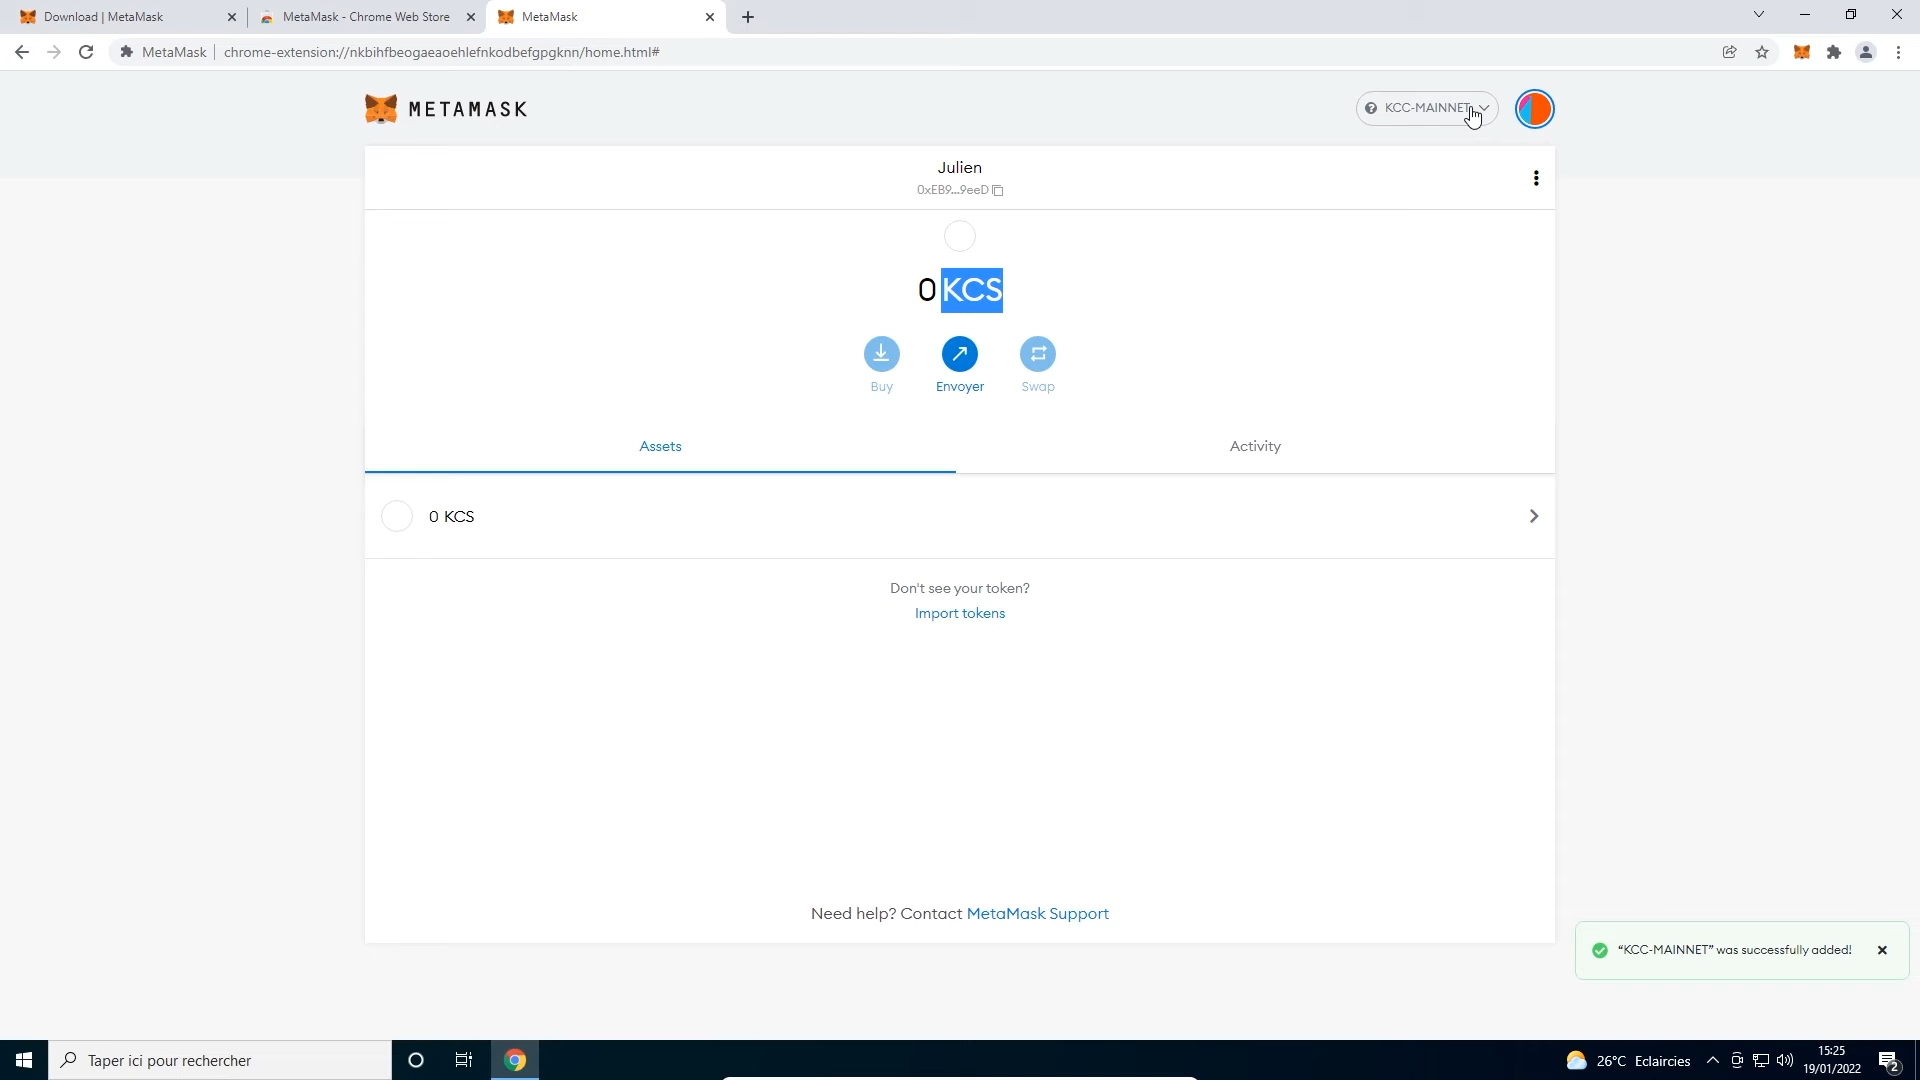 Download | MetaMask
MetaMask - Chrome Web Store
MetaMask
MetaMask
chrome-extension://nkbihfbeogaeaoehlefnkodbefgpgknn/home.html#
METAMASK
KCC-MAINNET
Julien
0xEB9...9eeD
0 KCS
Buy
Envoyer
Swap
Assets
Activity
0 KCS
Don't see your token?
Import tokens
Need help? Contact MetaMask Support
“KCC-MAINNET” was successfully added!
Taper ici pour rechercher
26°C Eclaircies
15:25
19/01/2022
2